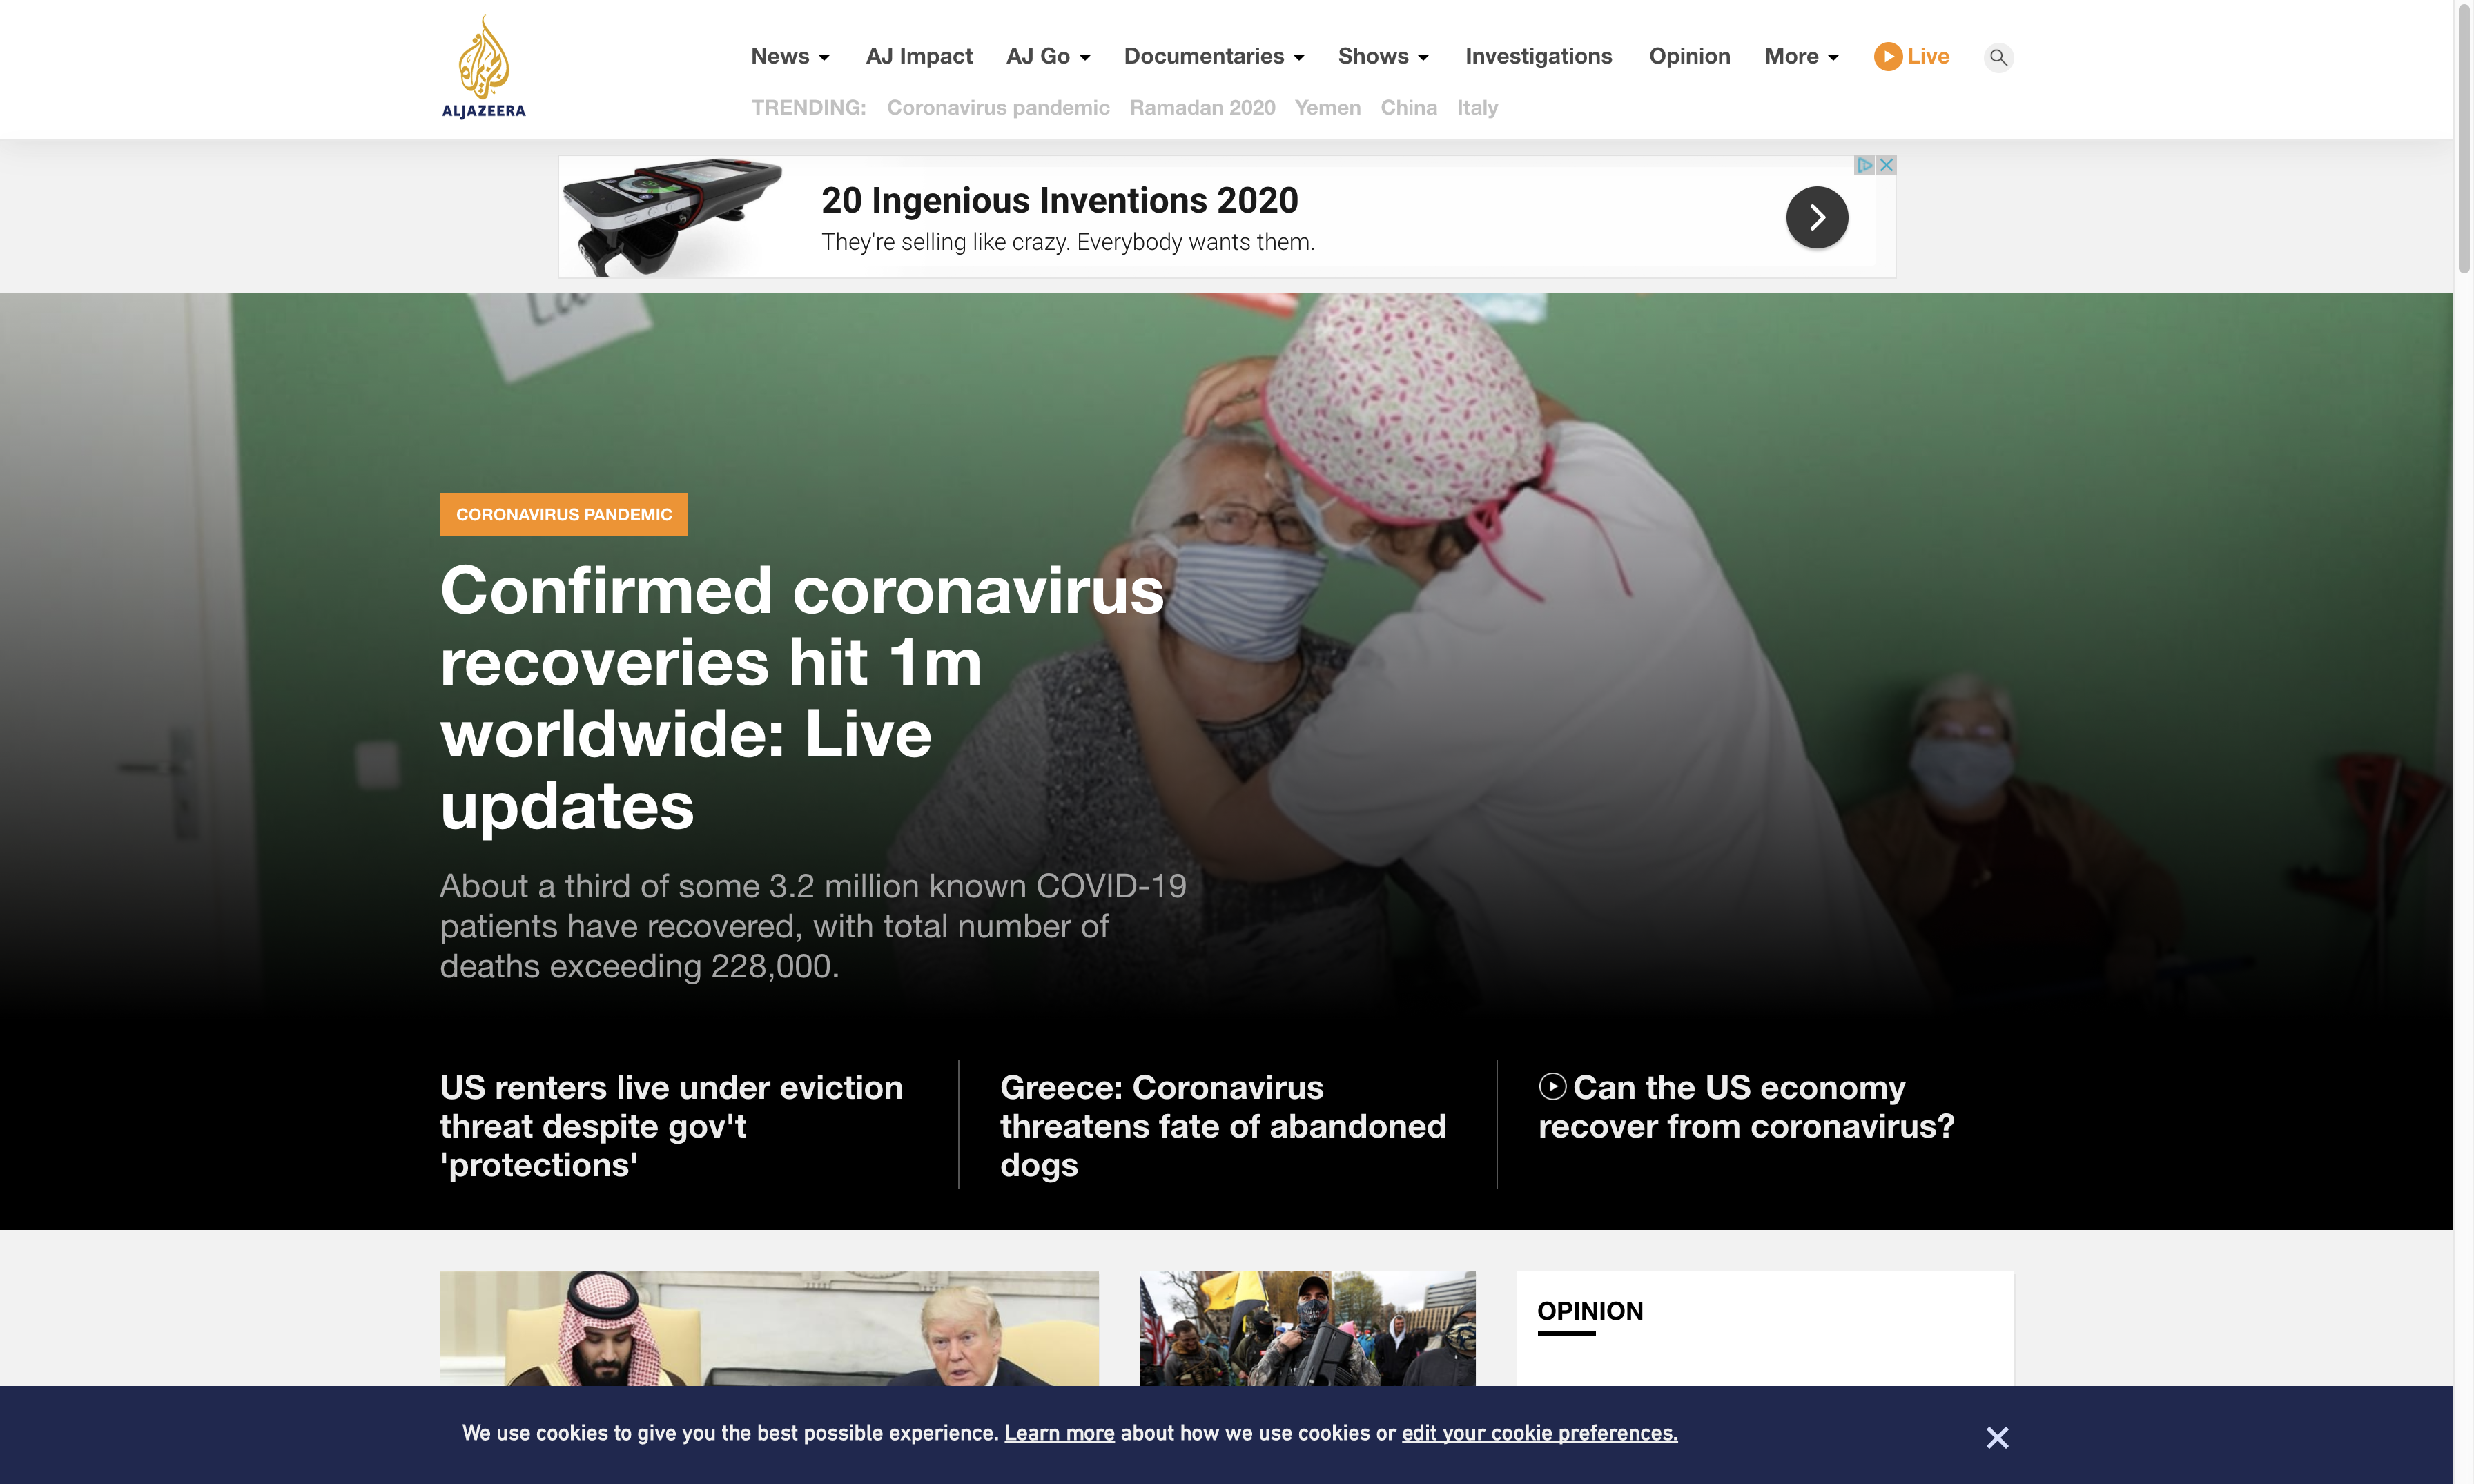 ALJAZEERA
News AJ Impact AJ Go Documentaries Shows Investigations Opinion More Live
TRENDING: Coronavirus pandemic Ramadan 2020 Yemen China Italy
20 Ingenious Inventions 2020
They're selling like crazy. Everybody wants them.
CORONAVIRUS PANDEMIC
Confirmed coronavirus
recoveries hit 1m
worldwide: Live
updates
About a third of some 3.2 million known COVID-19
patients have recovered, with total number of
deaths exceeding 228,000.
US renters live under eviction
threat despite gov't
'protections'
Greece: Coronavirus
threatens fate of abandoned
dogs
Can the US economy
recover from coronavirus?
OPINION
We use cookies to give you the best possible experience. Learn more about how we use cookies or edit your cookie preferences.